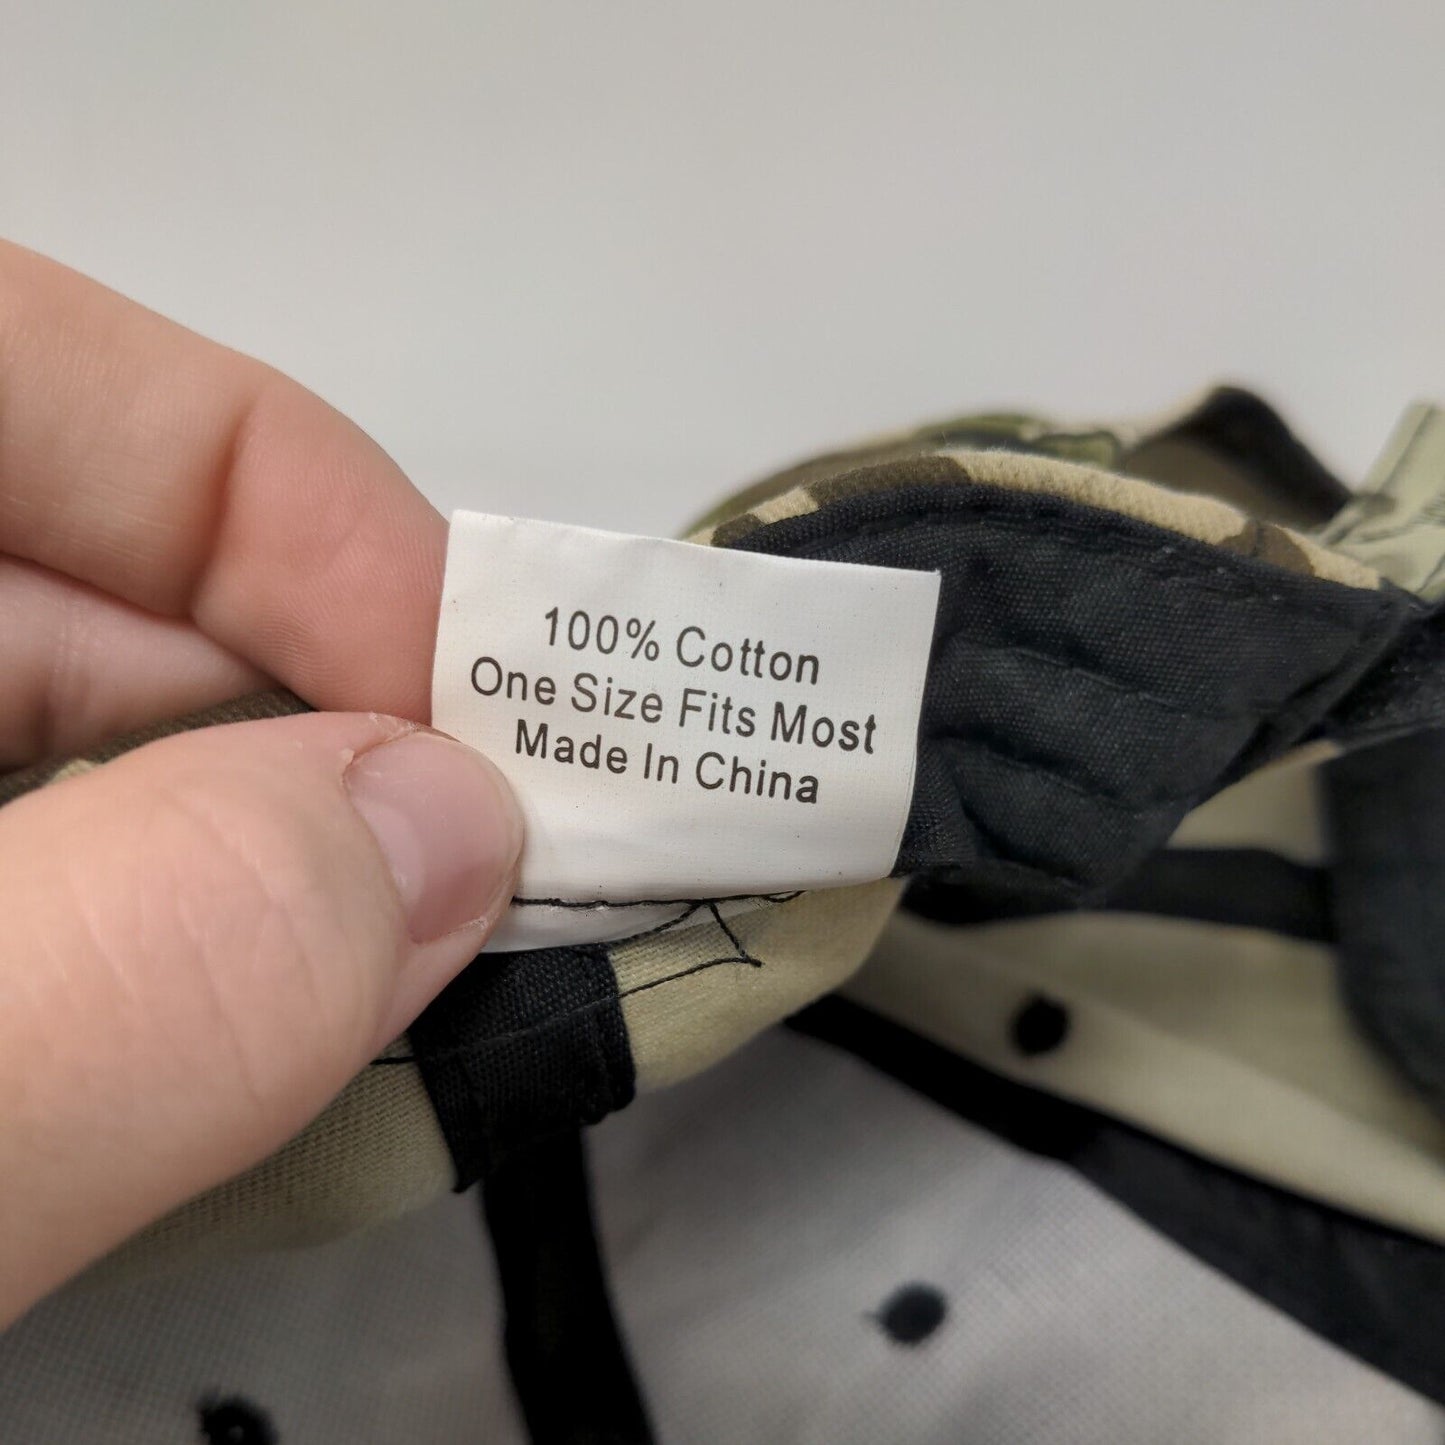 100% Cotton
One Size Fits Most
Made In China